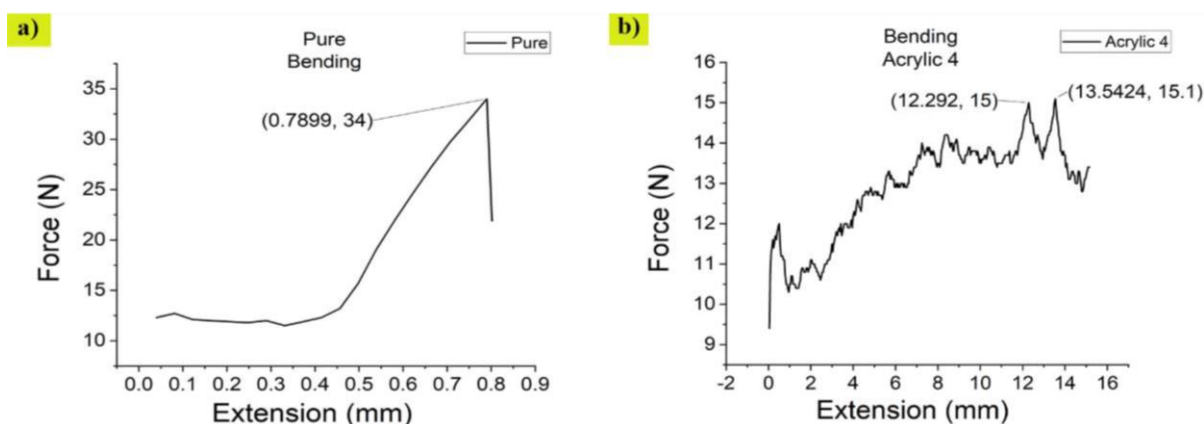 a)
Pure
Bending
Pure
(0.7899, 34)
35
30
25
20
15
10
Force (N)
0.0 0.1 0.2 0.3 0.4 0.5 0.6 0.7 0.8 0.9
Extension (mm)
b)
Bending
Acrylic 4
Acrylic 4
(12.292, 15)
(13.5424, 15.1)
16
15
14
13
12
11
10
9
Force (N)
-2 0 2 4 6 8 10 12 14 16
Extension (mm)